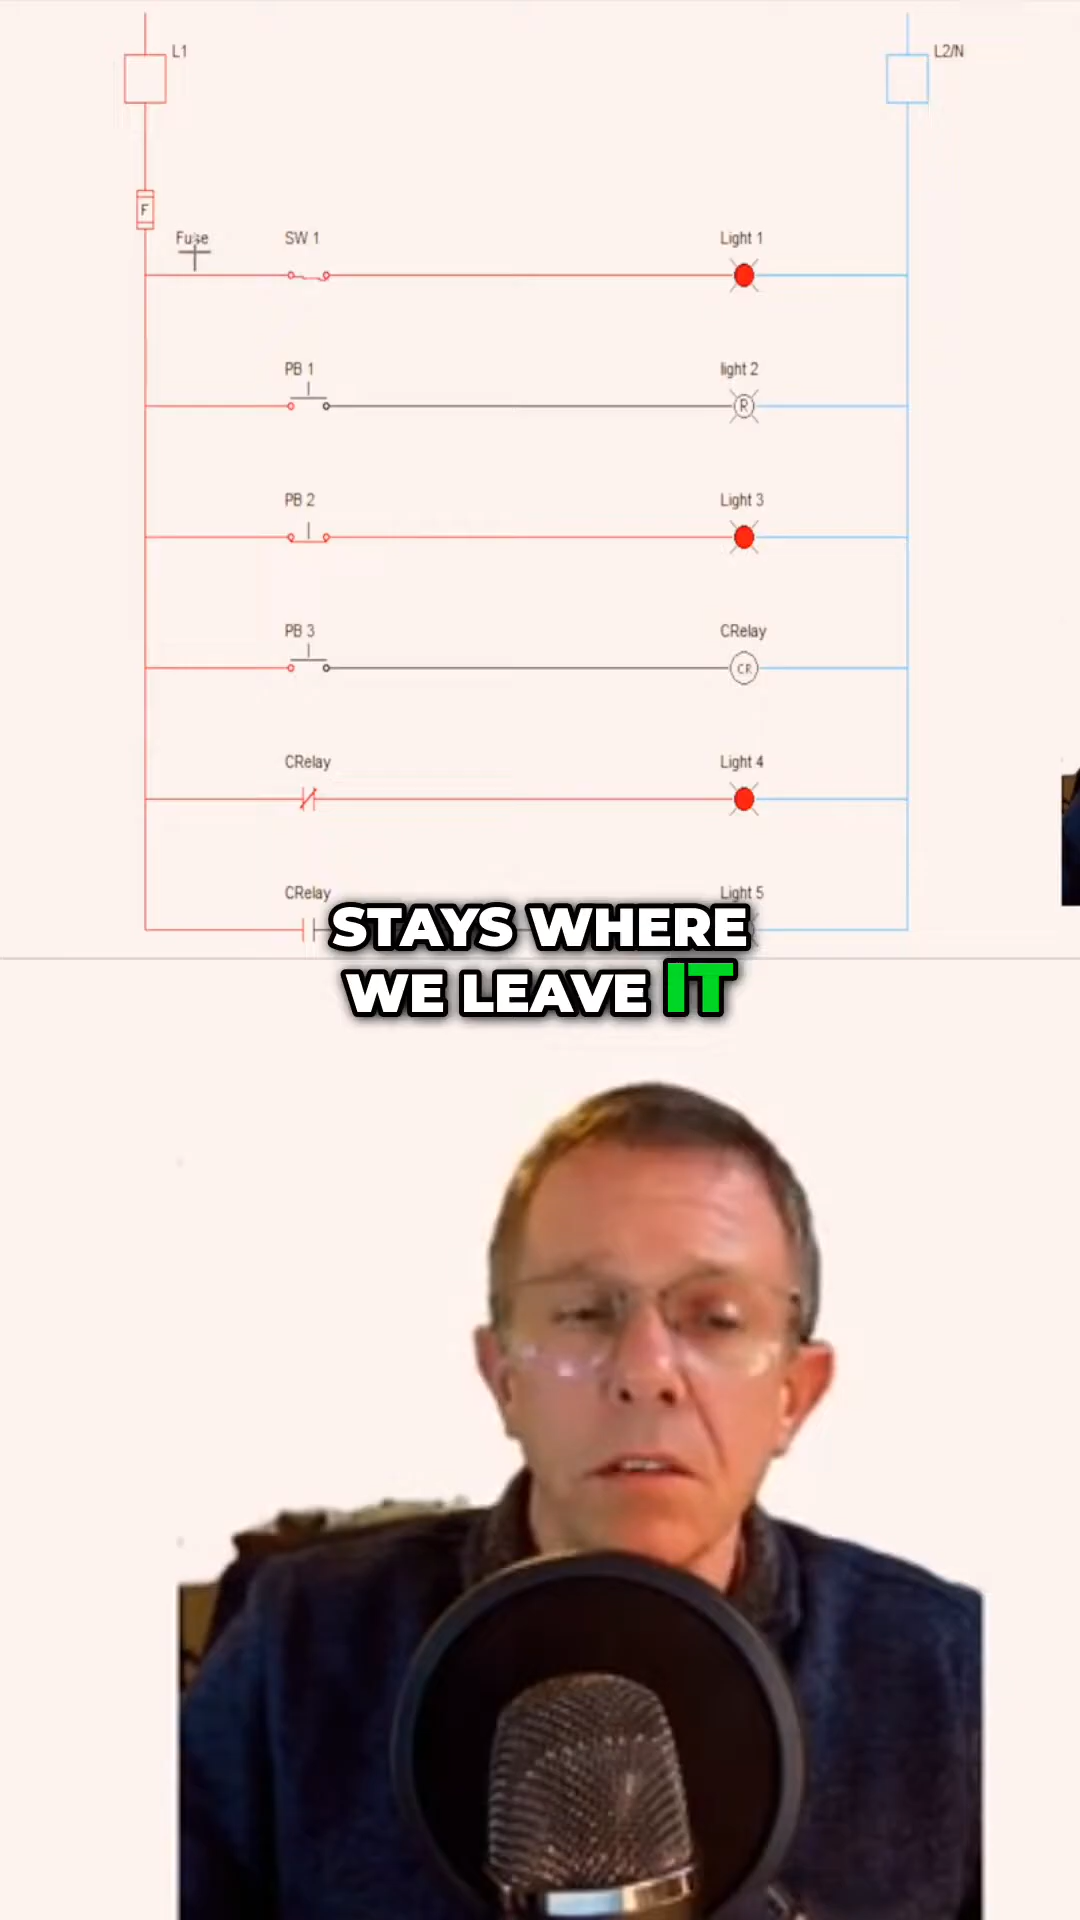 L1
L2/N
F
Fuse
SW 1
Light 1
PB 1
light 2
R
PB 2
Light 3
PB 3
CRelay
CR
CRelay
Light 4
CRelay
Light 5
STAYS WHERE
WE LEAVE IT